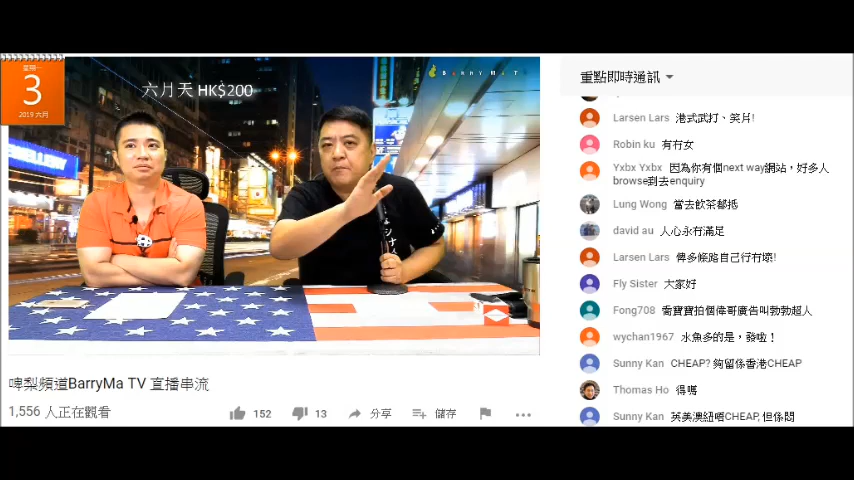 星期一
3
2019 六月
六月天 HK$200
BarryMa TV
啤梨頻道BarryMa TV 直播串流
1,556 人正在觀看
152
13
分享
儲存
重點即時通訊
Larsen Lars 港式武打、笑片!
Robin ku 有冇女
Yxbx Yxbx 因為你有個next way網站，好多人
browse到去enquiry
Lung Wong 當去飲茶都抵
david au 人心永冇滿足
Larsen Lars 俾多條路自己行冇壞!
Fly Sister 大家好
Fong708 喬寶寶拍個偉哥廣告叫勃勃超人
wychan1967 水魚多的是，發啦！
Sunny Kan CHEAP? 夠留係香港CHEAP
Thomas Ho 得嘅
Sunny Kan 英美澳紐唔CHEAP, 但係悶